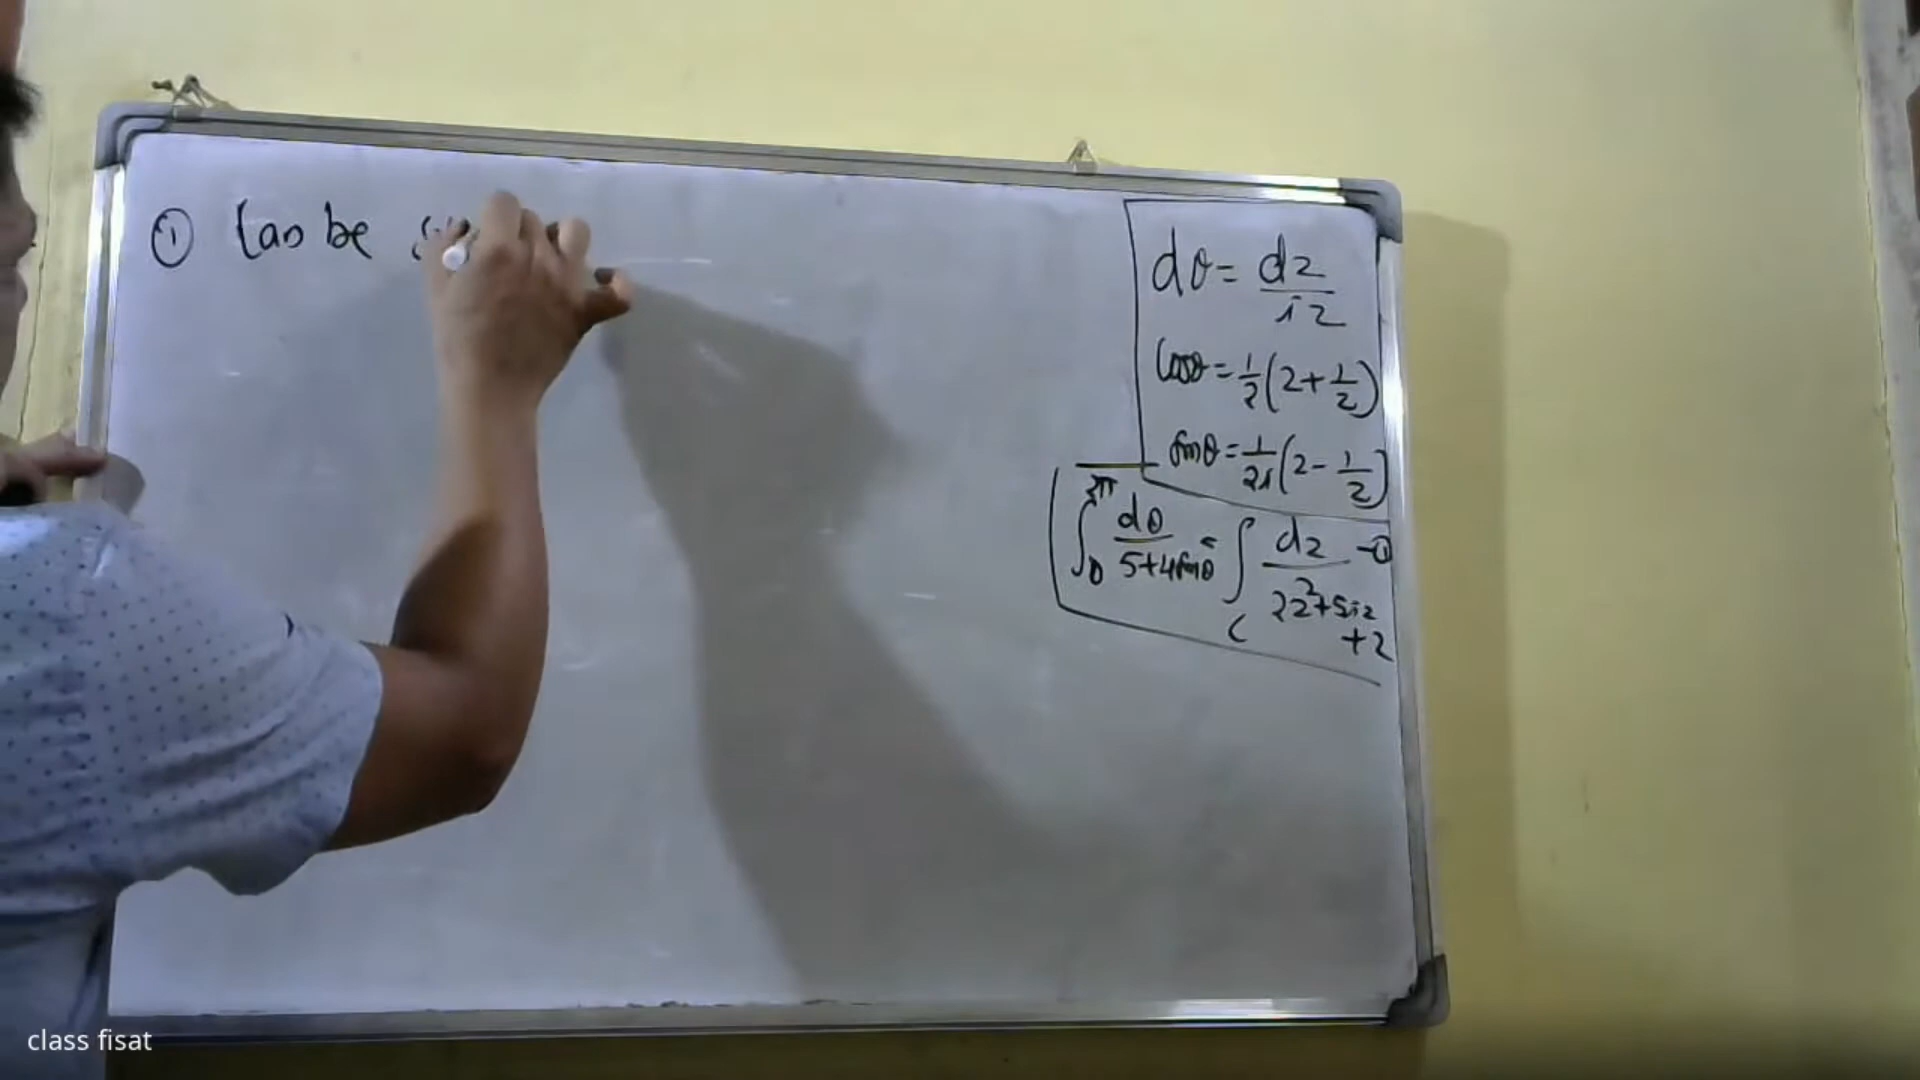 ① Can be
dθ = dz/iz
Cosθ = 1/2 (z + 1/z)
Sinθ = 1/2i (z - 1/z)
∫₀^2π dθ/(5+4Sinθ) = ∫_C dz/(2z²+5iz+2) -①
class fisat